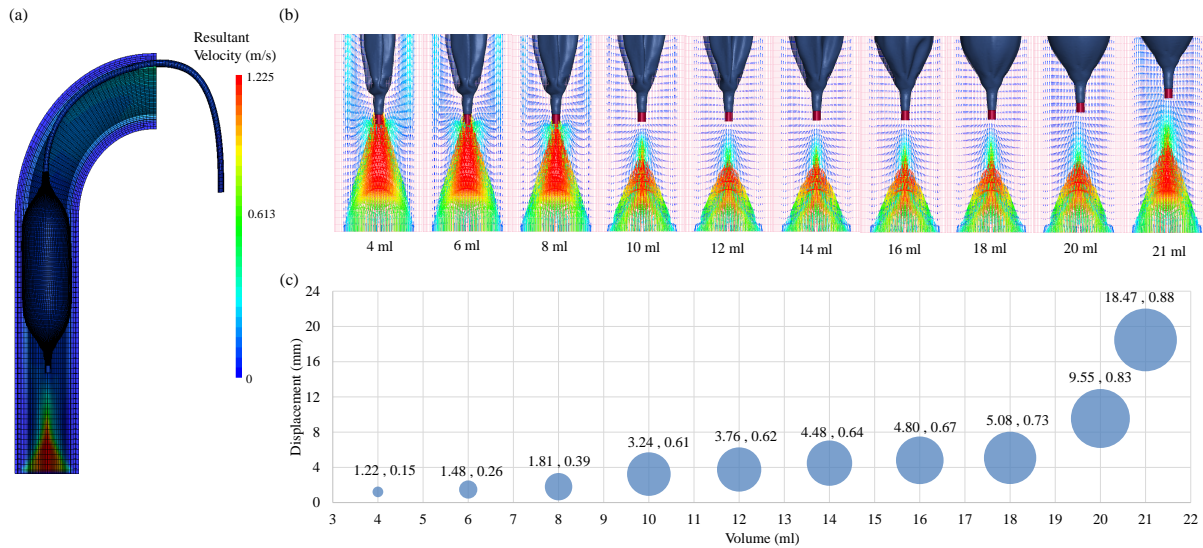 (a)
Resultant
Velocity (m/s)
1.225
0.613
0
(b)
4 ml
6 ml
8 ml
10 ml
12 ml
14 ml
16 ml
18 ml
20 ml
21 ml
(c)
Displacement (mm)
24
20
16
12
8
4
0
1.22 , 0.15
1.48 , 0.26
1.81 , 0.39
3.24 , 0.61
3.76 , 0.62
4.48 , 0.64
4.80 , 0.67
5.08 , 0.73
9.55 , 0.83
18.47 , 0.88
3 4 5 6 7 8 9 10 11 12 13 14 15 16 17 18 19 20 21 22
Volume (ml)